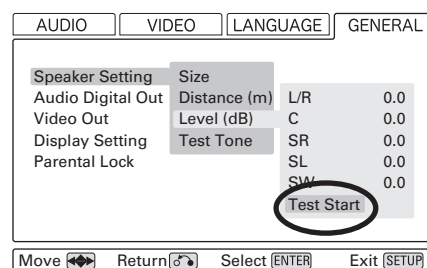 AUDIO VIDEO LANGUAGE GENERAL
Speaker Setting Size
Audio Digital Out Distance (m) L/R 0.0
Video Out Level (dB) C 0.0
Display Setting Test Tone SR 0.0
Parental Lock SL 0.0
SW 0.0
Test Start
Move Return Select ENTER Exit SETUP